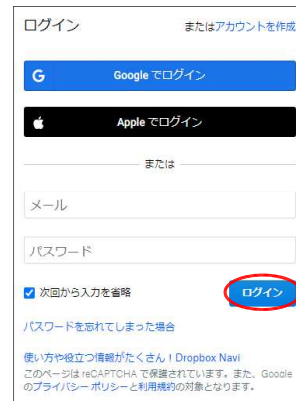 ログイン
またはアカウントを作成
Google でログイン
Apple でログイン
または
メール
パスワード
次回から入力を省略
ログイン
パスワードを忘れてしまった場合
使い方や役立つ情報がたくさん！Dropbox Navi
このページは reCAPTCHA で保護されています。また、Google
のプライバシー ポリシーと利用規約の対象となります。